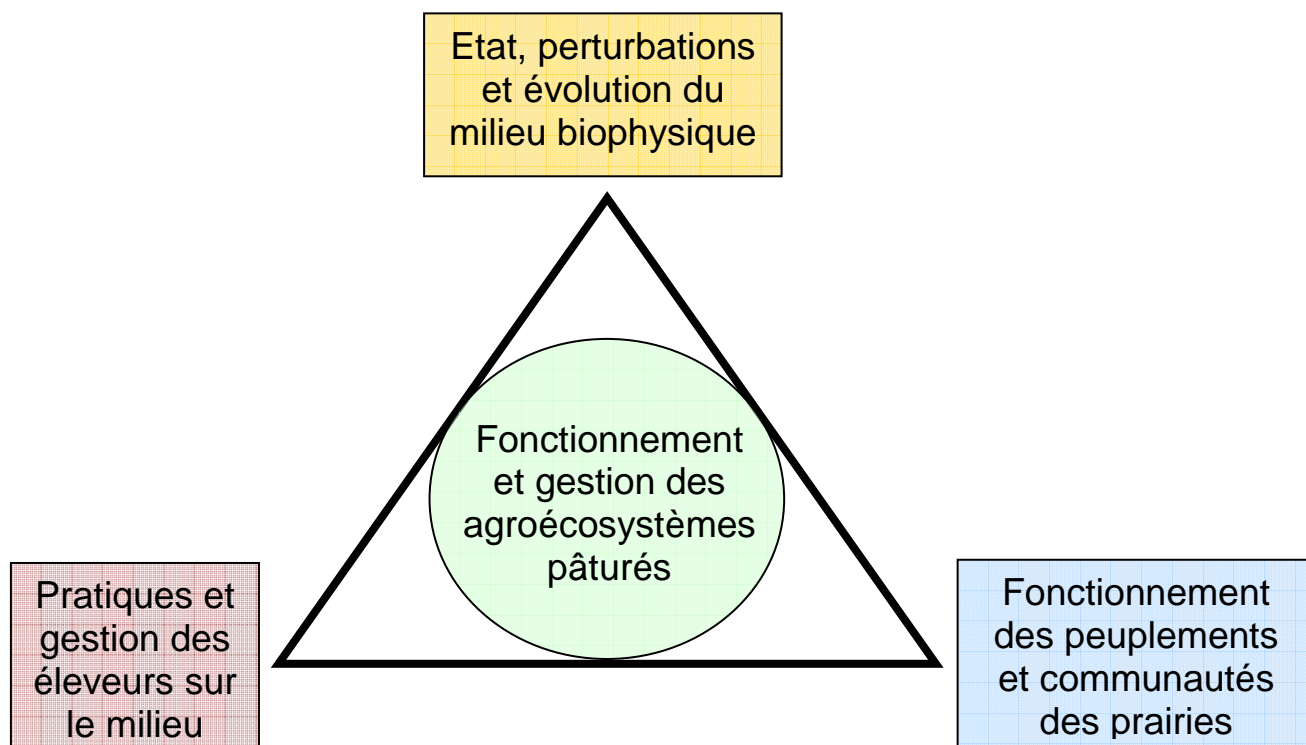 Etat, perturbations
et évolution du
milieu biophysique
Fonctionnement
et gestion des
agroécosystèmes
pâturés
Pratiques et
gestion des
éleveurs sur
le milieu
Fonctionnement
des peuplements
et communautés
des prairies